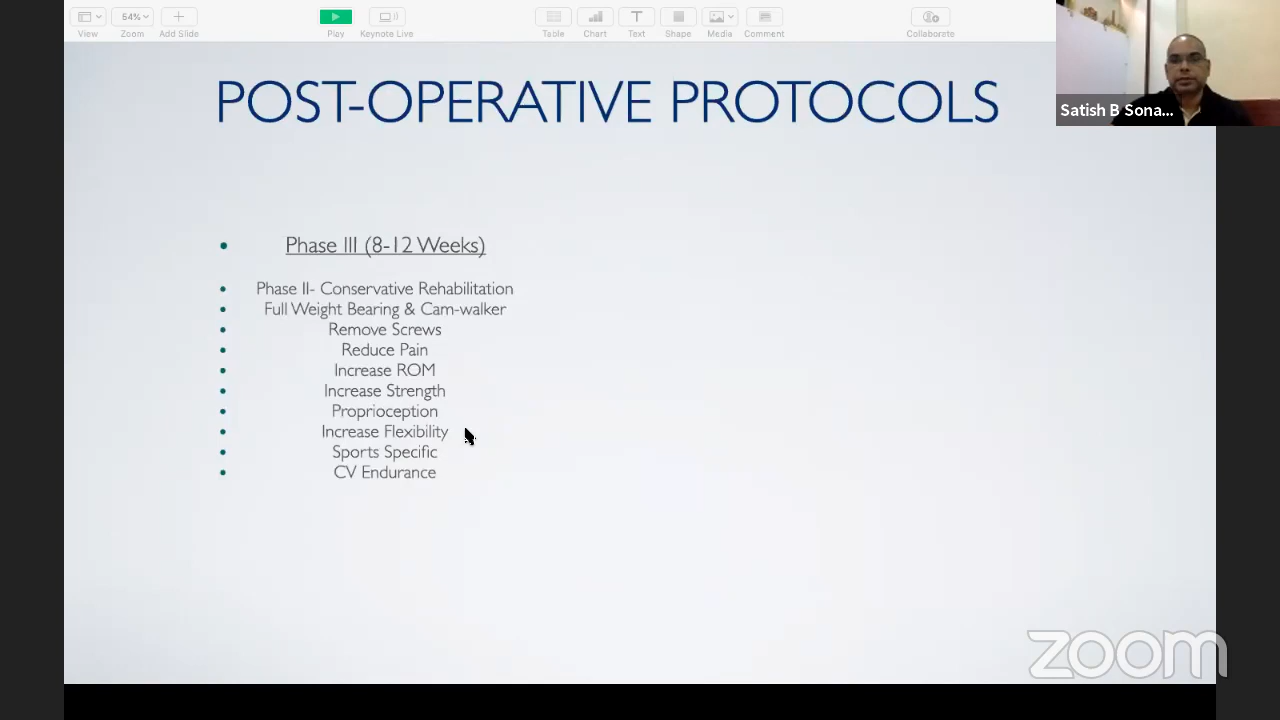 54%
View
Zoom
Add Slide
Play
Keynote Live
Table
Chart
Text
Shape
Media
Comment
Collaborate
Satish B Sona...
POST-OPERATIVE PROTOCOLS
• Phase III (8-12 Weeks)
• Phase II- Conservative Rehabilitation
• Full Weight Bearing & Cam-walker
• Remove Screws
• Reduce Pain
• Increase ROM
• Increase Strength
• Proprioception
• Increase Flexibility
• Sports Specific
• CV Endurance
zoom